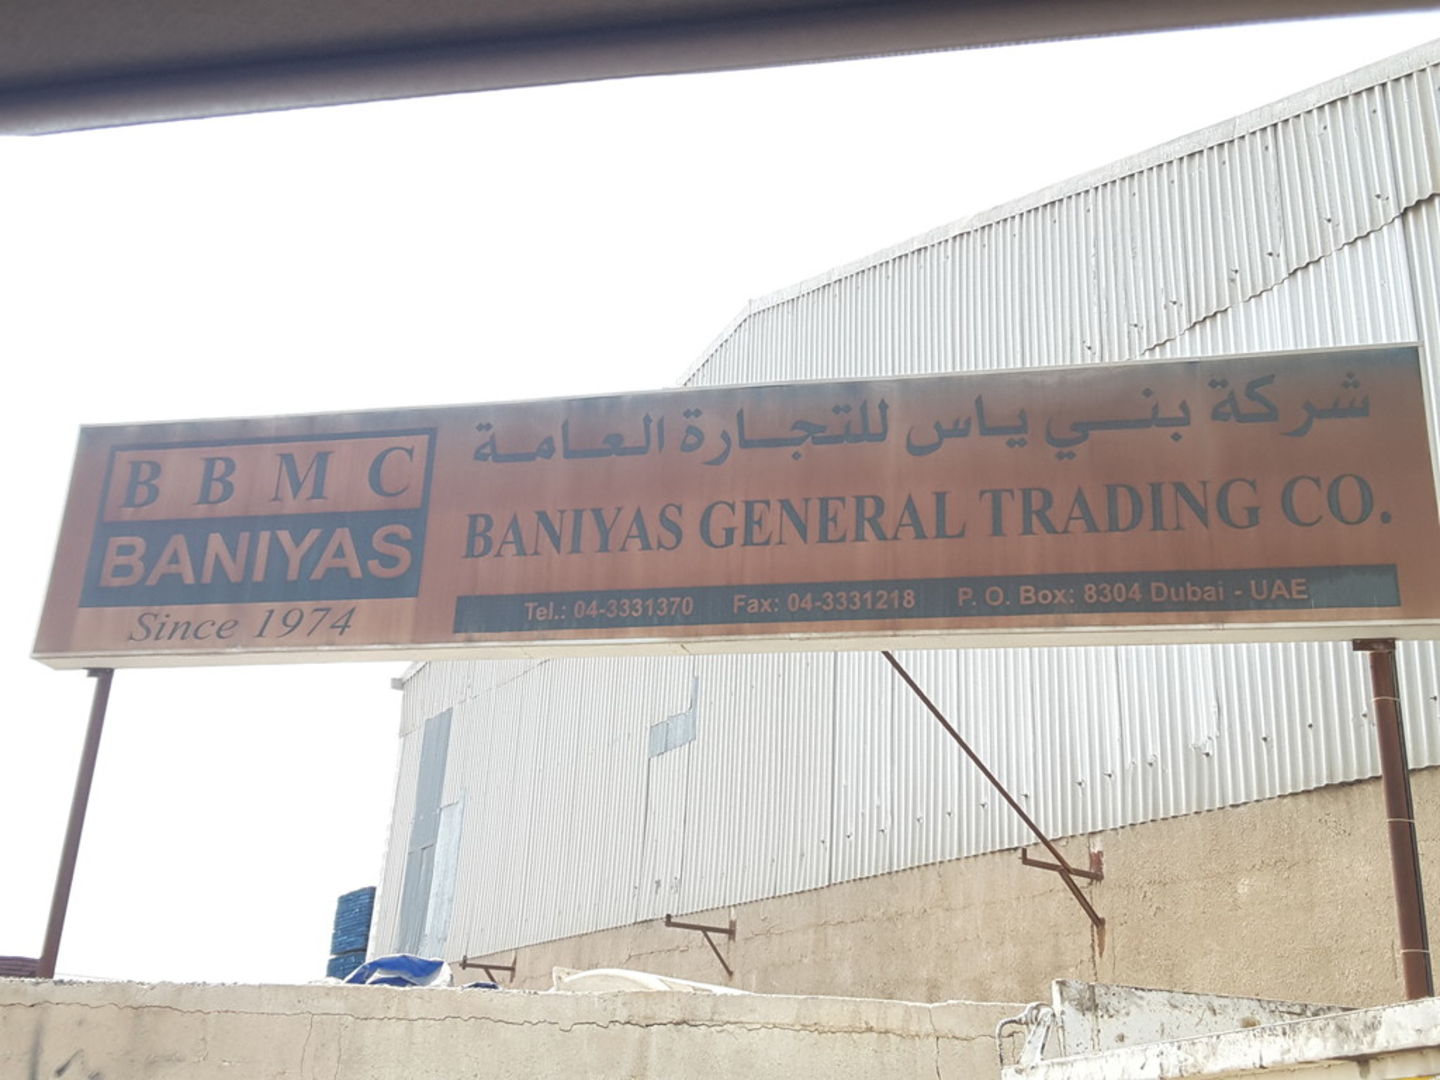 B B M C
BANIYAS
Since 1974
شركة بني ياس للتجارة العامة
BANIYAS GENERAL TRADING CO.
Tel.: 04-3331370 Fax: 04-3331218 P. O. Box: 8304 Dubai - UAE